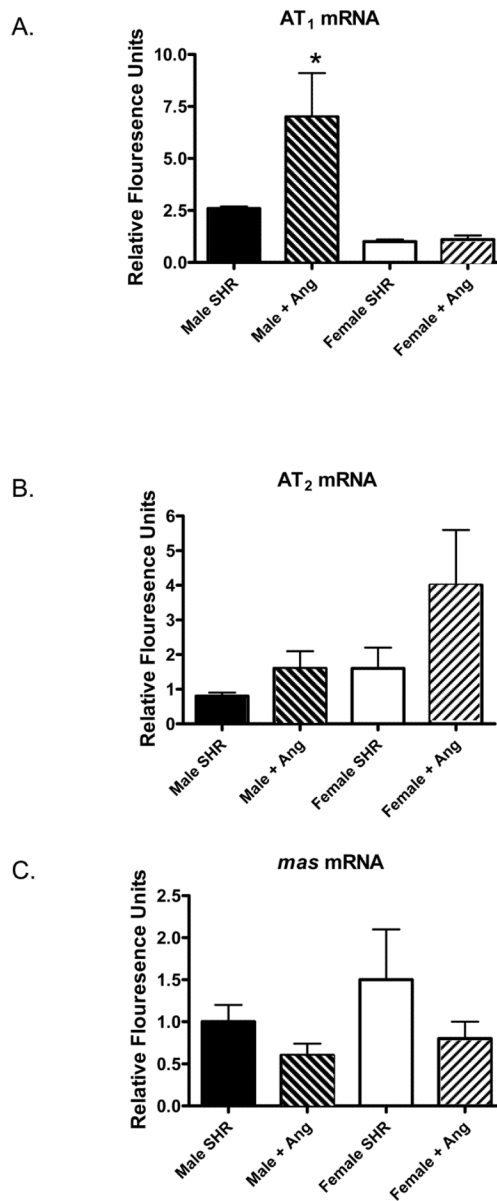 A.
AT₁ mRNA
Relative Flouresence Units
10.0
7.5
5.0
2.5
0.0
*
Male SHR
Male + Ang
Female SHR
Female + Ang
B.
AT₂ mRNA
Relative Flouresence Units
6
5
4
3
2
1
0
Male SHR
Male + Ang
Female SHR
Female + Ang
C.
mas mRNA
Relative Flouresence Units
2.5
2.0
1.5
1.0
0.5
0.0
Male SHR
Male + Ang
Female SHR
Female + Ang